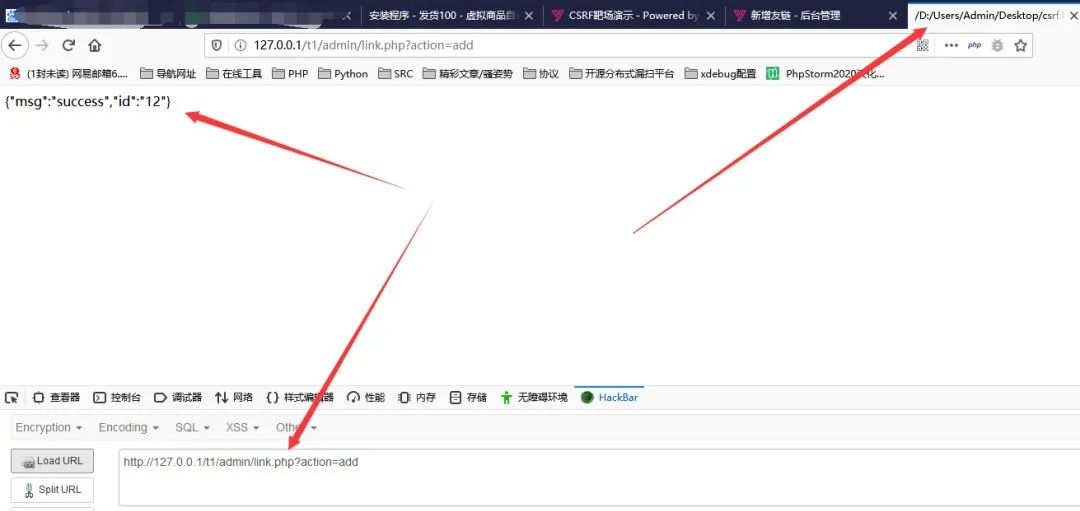 安装程序 - 发货100 - 虚拟商品自
CSRF靶场演示 - Powered by
新增友链 - 后台管理
/D:/Users/Admin/Desktop/csrf.
127.0.0.1/t1/admin/link.php?action=add
php
(1封未读) 网易邮箱6.... 导航网址 在线工具 PHP Python SRC 精彩文章/骚姿势 协议 开源分布式漏扫平台 xdebug配置 PhpStorm2020汉化...
{"msg":"success","id":"12"}
查看器 控制台 调试器 网络 样式编辑器 性能 内存 存储 无障碍环境 HackBar
Encryption Encoding SQL XSS Other
Load URL
http://127.0.0.1/t1/admin/link.php?action=add
Split URL